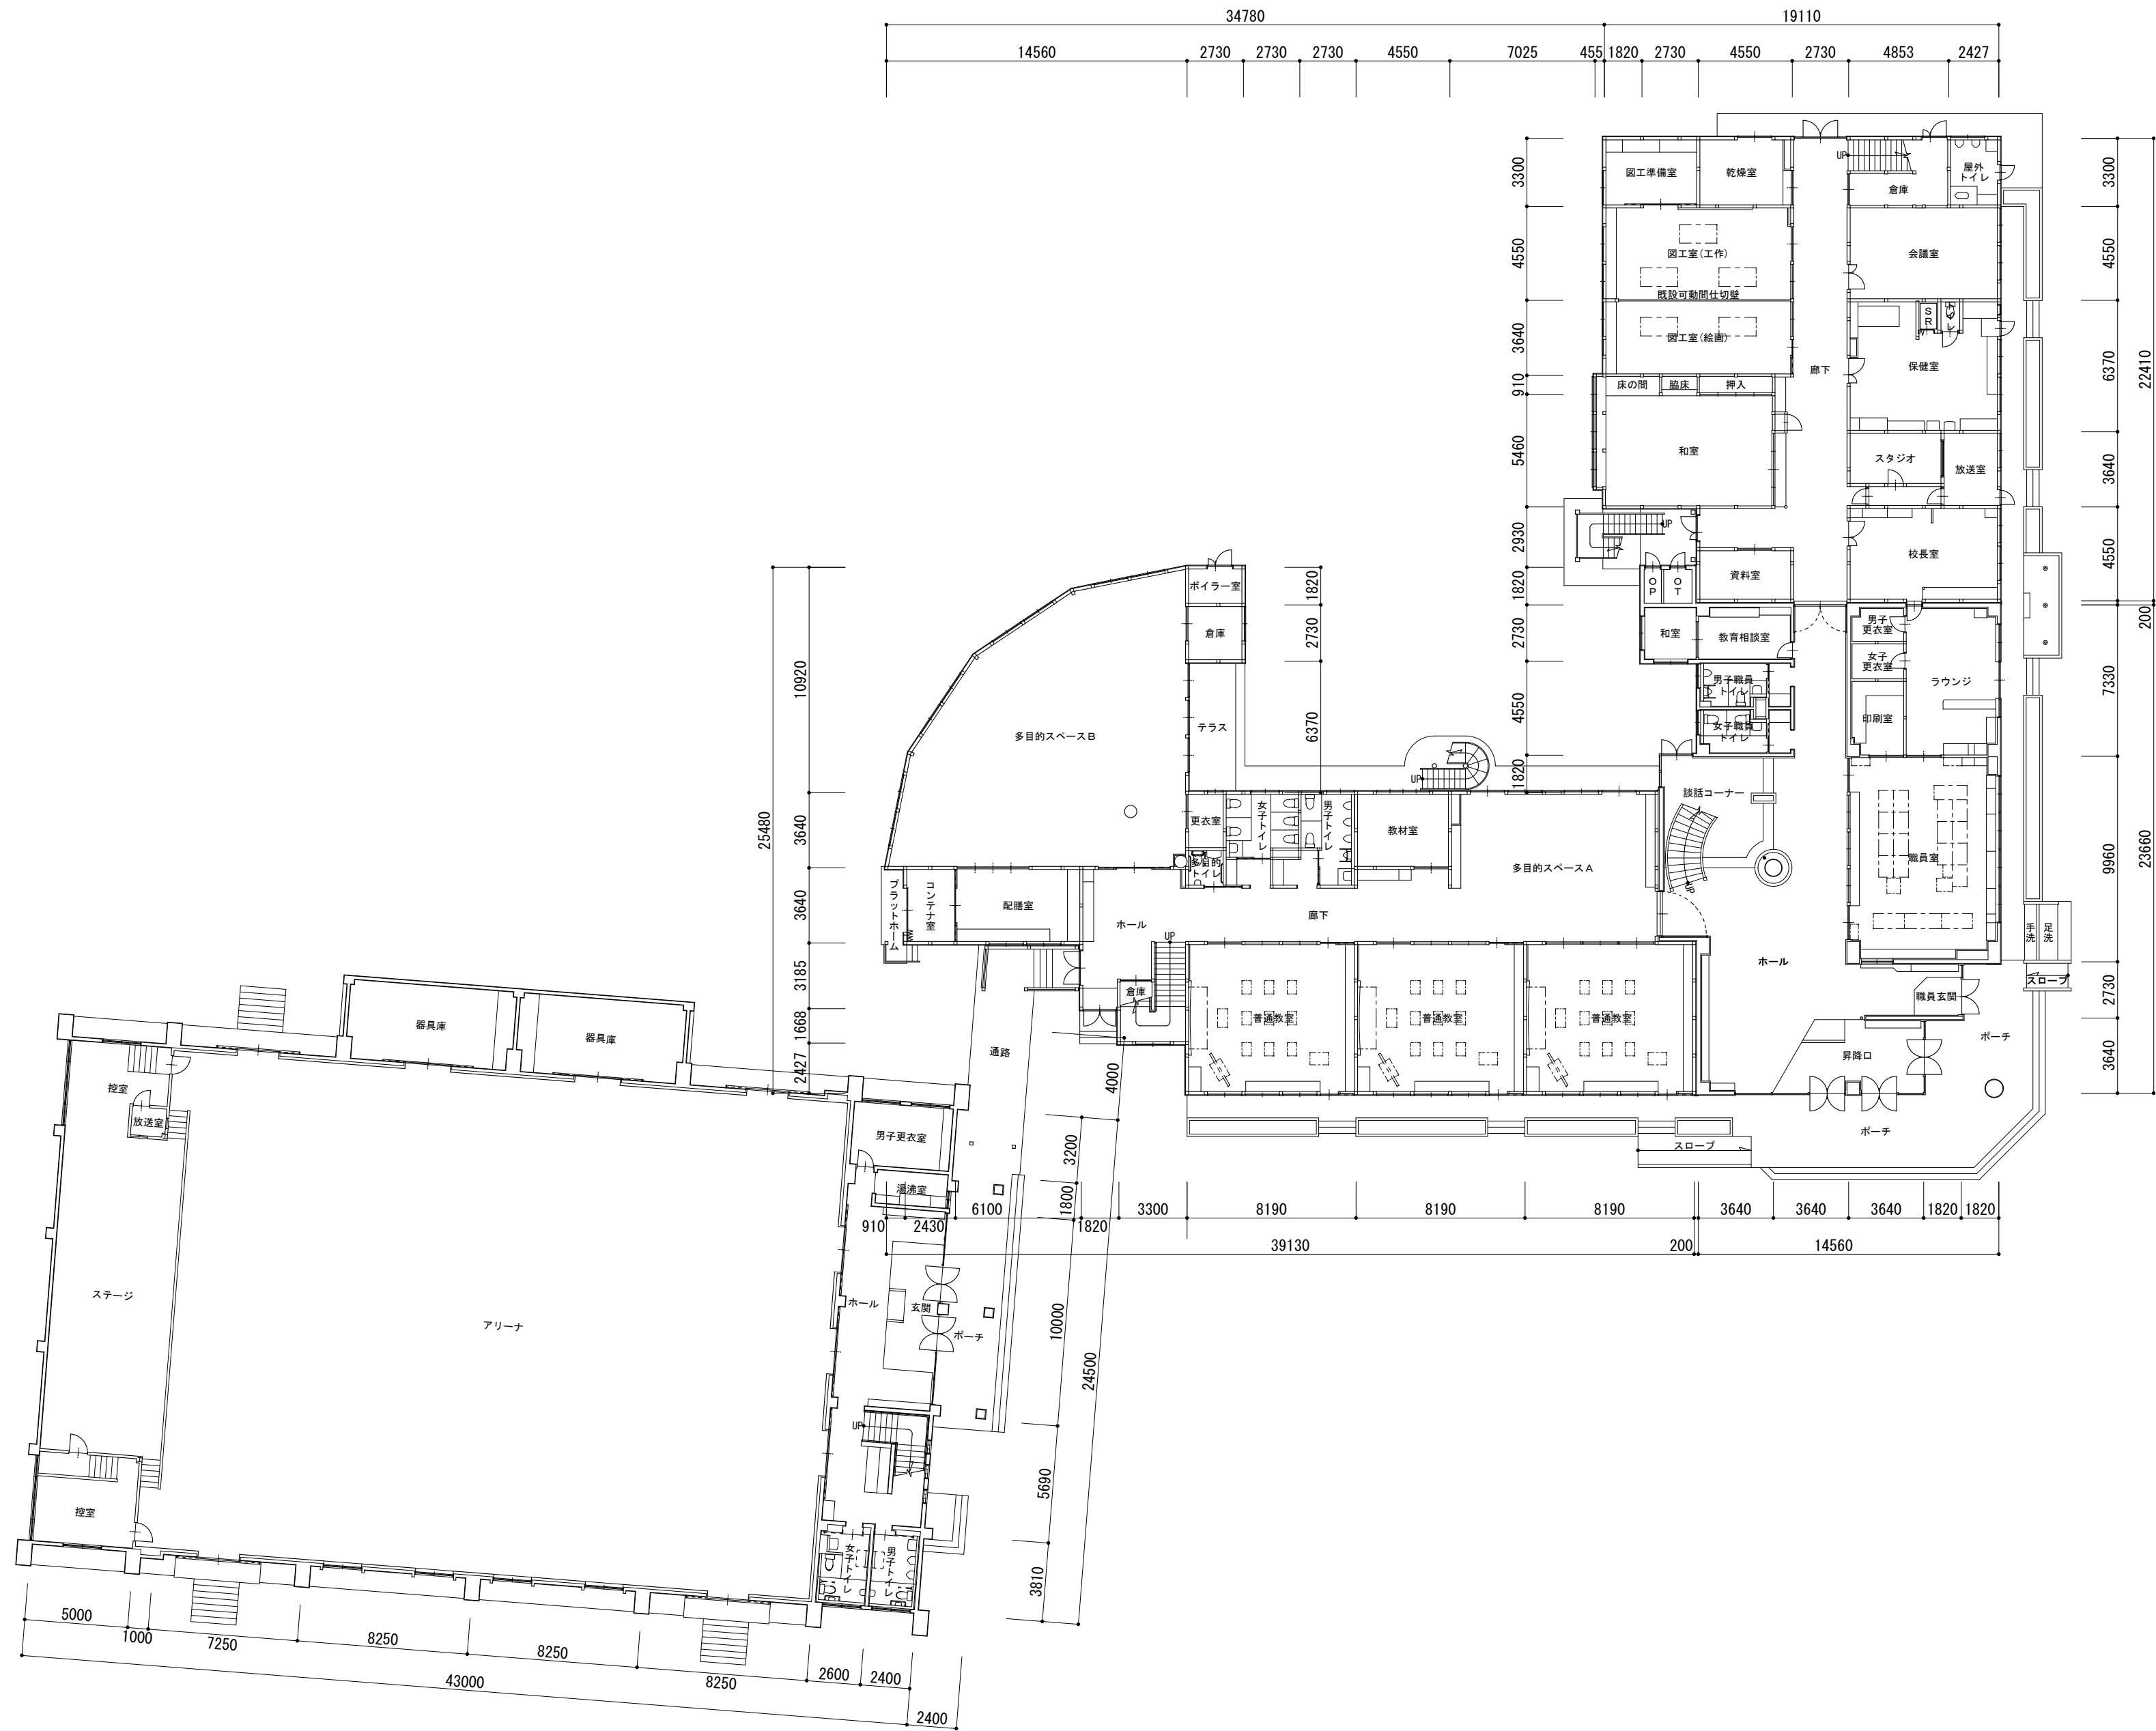 34780
19110
14560
2730
2730
2730
4550
7025
455
1820
2730
4550
2730
4853
2427
3300
4550
3640
910
5460
2930
1820
2730
4550
1820
3300
4550
6370
3640
4550
200
7330
9960
2730
3640
22410
23660
図工準備室
乾燥室
UP
倉庫
屋外
トイレ
図工室(工作)
既設可動間仕切壁
図工室(絵画)
会議室
SR
トイレ
保健室
廊下
床の間
脇床
押入
和室
スタジオ
放送室
UP
校長室
資料室
OP
OT
和室
教育相談室
男子
更衣室
女子
更衣室
ラウンジ
印刷室
男子職員
トイレ
女子職員
トイレ
談話コーナー
UP
職員室
ホール
職員玄関
昇降口
ポーチ
ポーチ
手洗
足洗
スロープ
スロープ
25480
10920
3640
3640
3185
1668
2427
1820
2730
6370
ボイラー室
倉庫
テラス
多目的スペースB
UP
更衣室
女子トイレ
男子トイレ
多目的
トイレ
教材室
多目的スペースA
プラットホーム
コンテナ室
配膳室
ホール
廊下
UP
倉庫
普通教室
普通教室
普通教室
通路
910
2430
6100
1820
3300
8190
8190
8190
3640
3640
3640
1820
1820
39130
200
14560
4000
3200
1800
10000
24500
5690
3810
器具庫
器具庫
控室
放送室
ステージ
アリーナ
控室
男子更衣室
湯沸室
ホール
玄関
ポーチ
UP
女子トイレ
男子トイレ
5000
1000
7250
8250
8250
8250
2600
2400
43000
2400